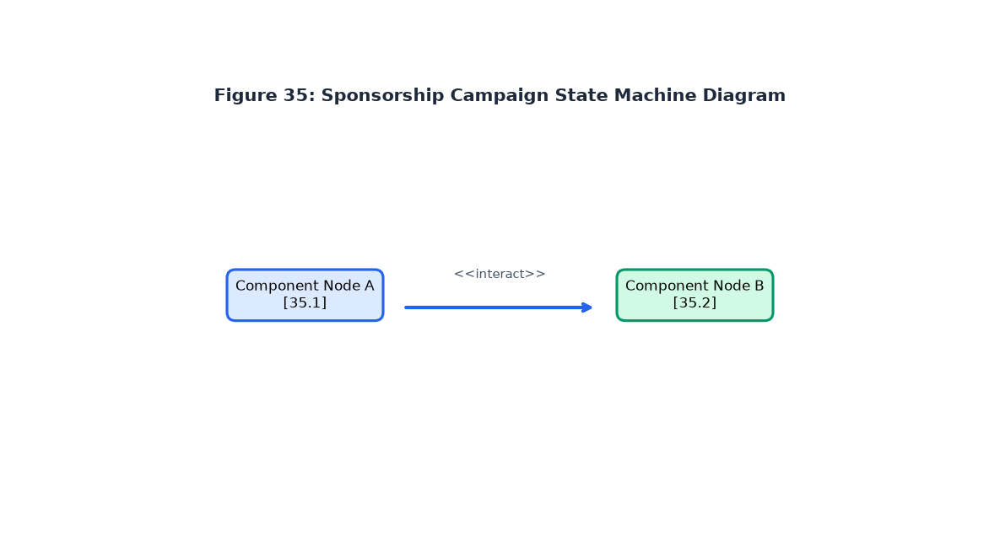 Figure 35: Sponsorship Campaign State Machine Diagram
Component Node A
[35.1]
<<interact>>
Component Node B
[35.2]